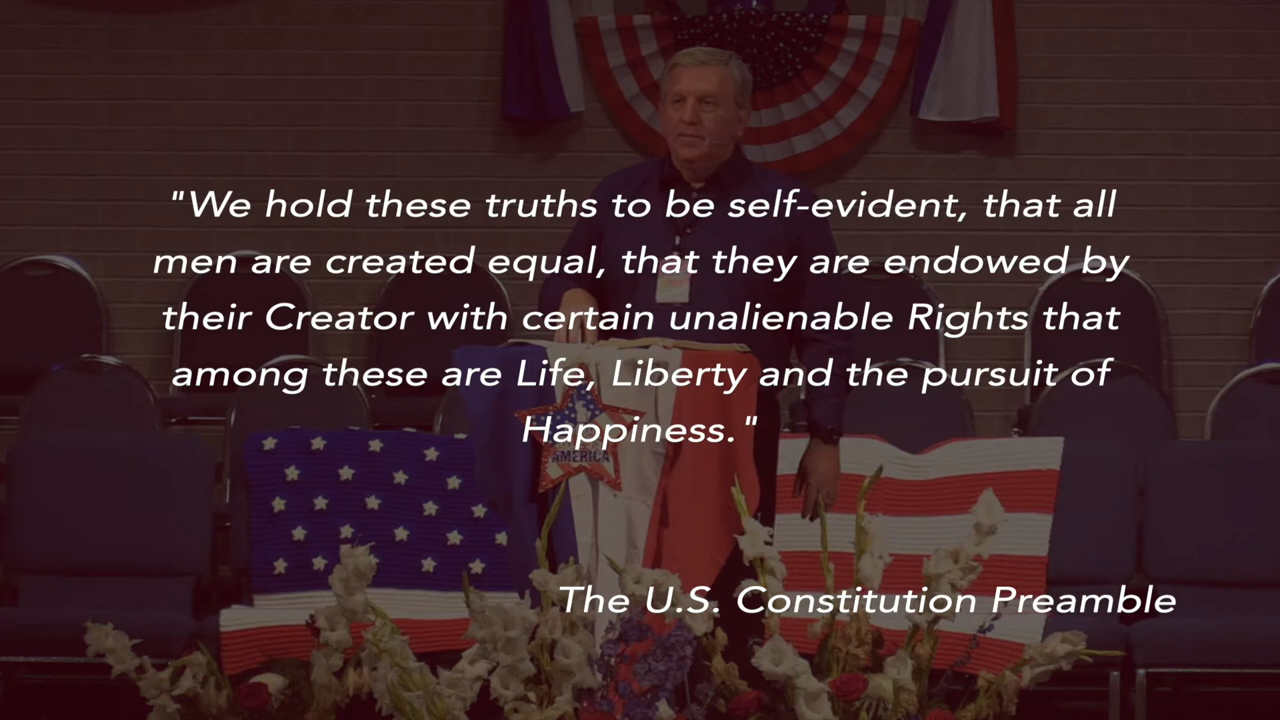 "We hold these truths to be self-evident, that all
men are created equal, that they are endowed by
their Creator with certain unalienable Rights that
among these are Life, Liberty and the pursuit of
Happiness."
AMERICA
The U.S. Constitution Preamble